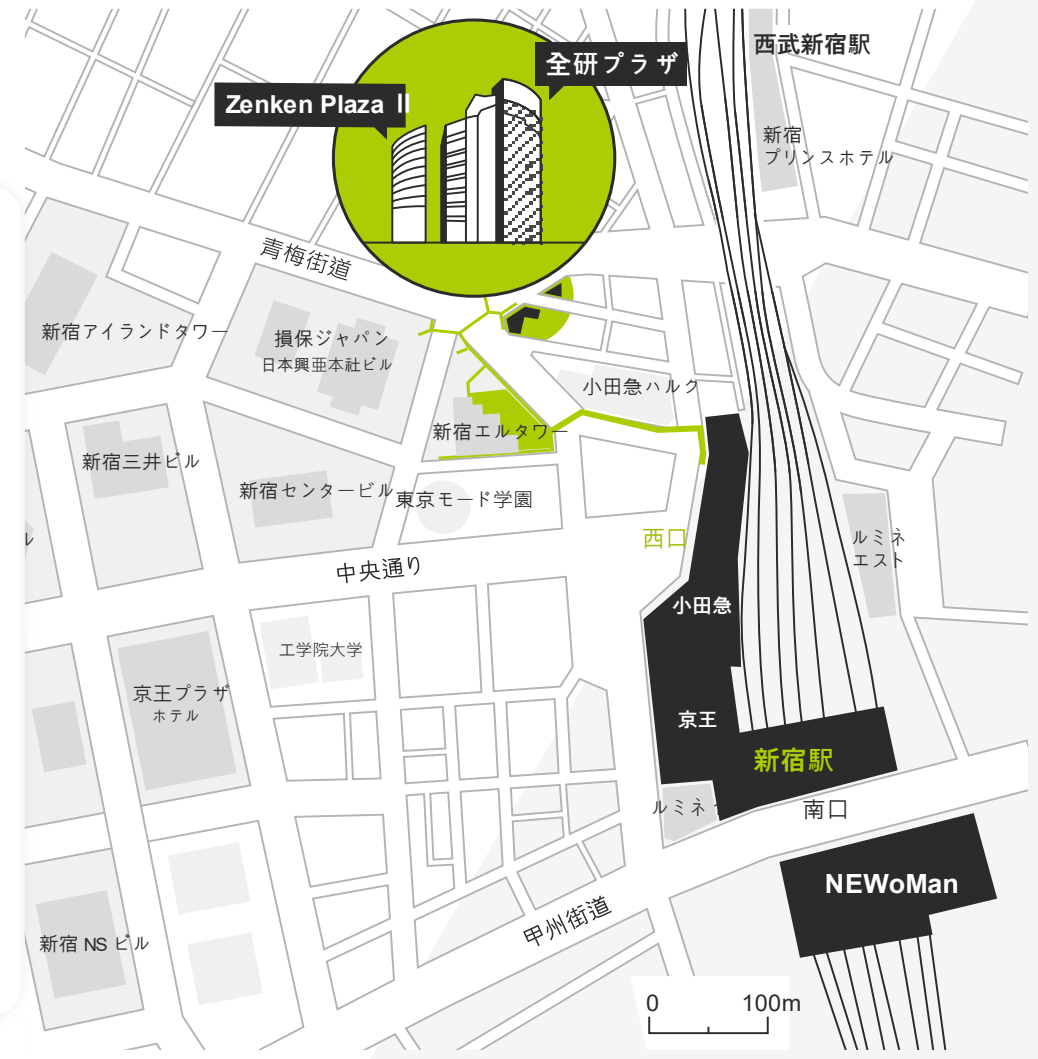 西武新宿駅
全研プラザ
Zenken Plaza II
新宿
プリンスホテル
青梅街道
新宿アイランドタワー
損保ジャパン
日本興亜本社ビル
小田急ハルク
新宿エルタワー
新宿三井ビル
新宿センタービル
東京モード学園
ル
西口
ルミネ
エスト
中央通り
小田急
工学院大学
京王プラザ
ホテル
京王
新宿駅
ルミネ
南口
NEWoMan
甲州街道
新宿 NS ビル
0 100m